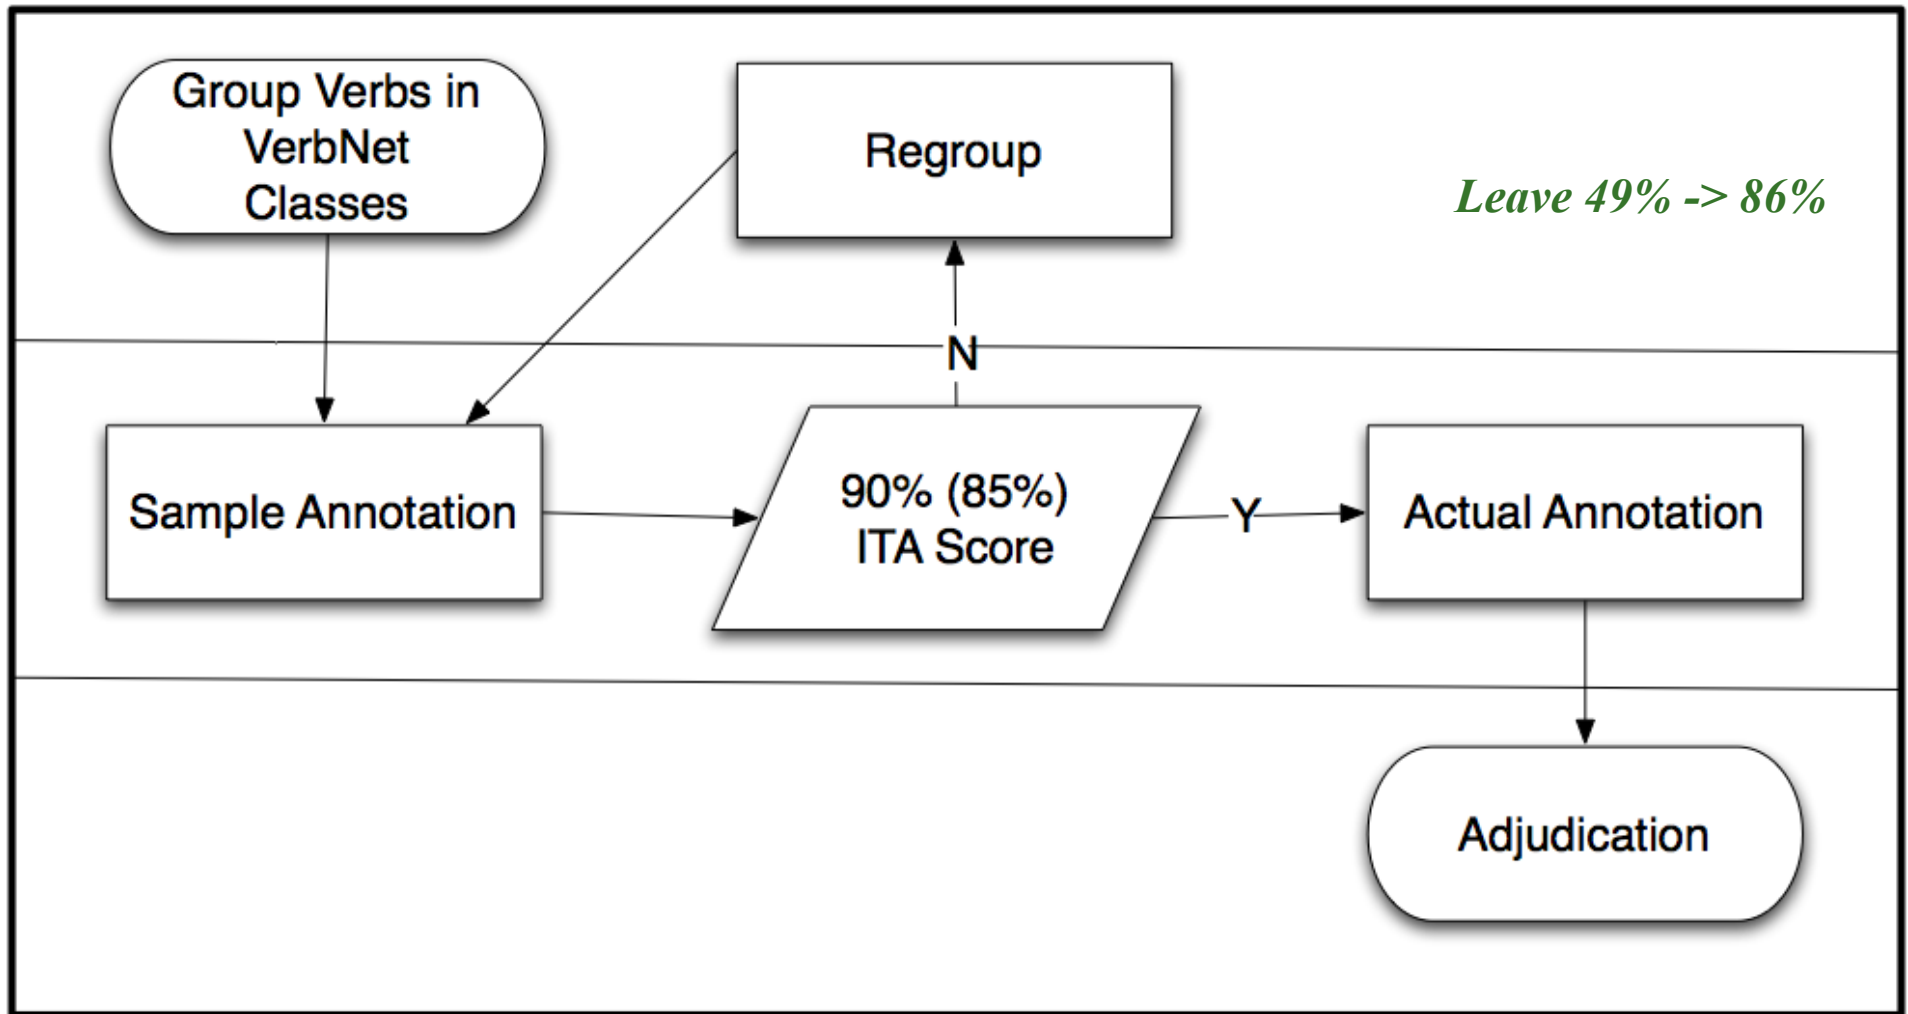 Group Verbs in
VerbNet
Classes
Regroup
Leave 49% -> 86%
N
Sample Annotation
90% (85%)
ITA Score
Y
Actual Annotation
Adjudication